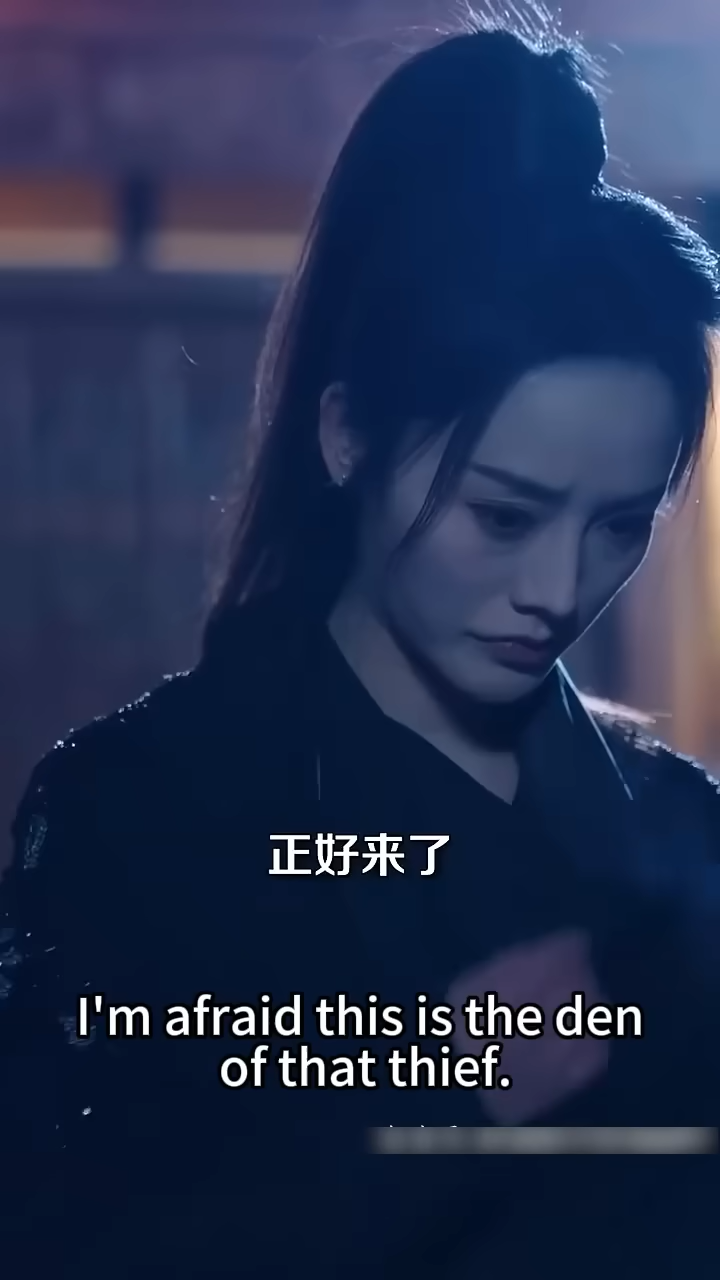 正好来了
I'm afraid this is the den
of that thief.